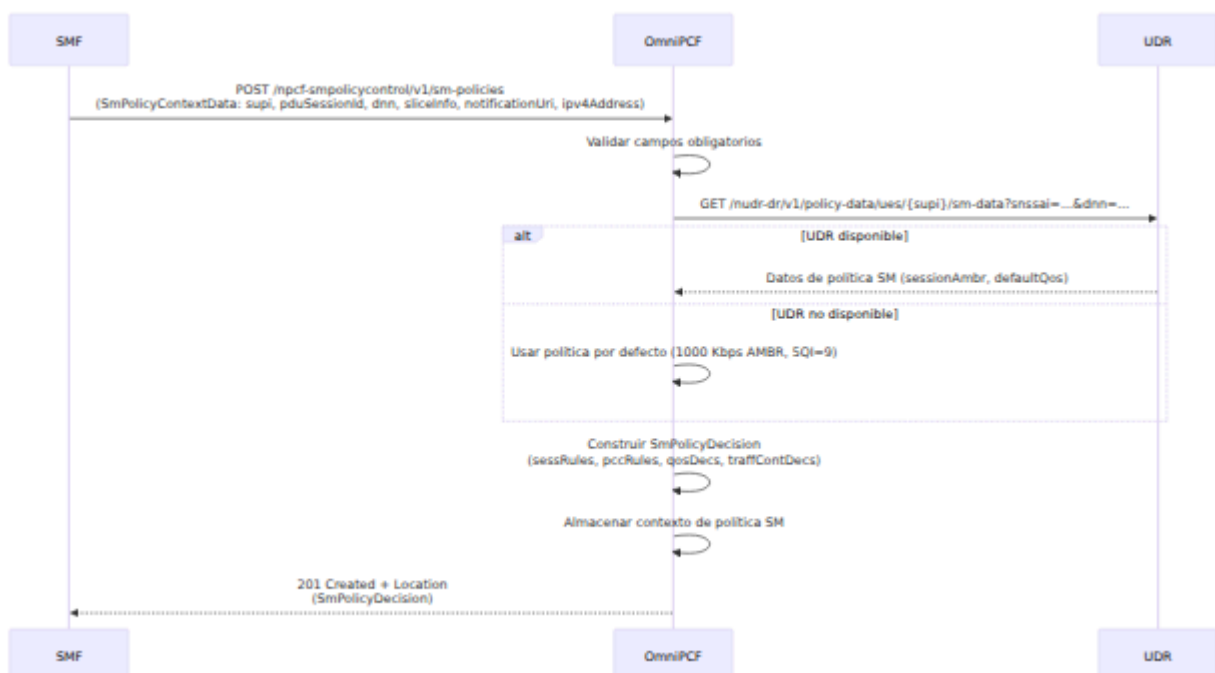 SMF
OmniPCF
UDR
POST /npcf-smpolicycontrol/v1/sm-policies
(SmPolicyContextData: supi, pduSessionId, dnn, sliceInfo, notificationUri, ipv4Address)
Validar campos obligatorios
GET /nudr-dr/v1/policy-data/ues/{supi}/sm-data?snssai=...&dnn=...
alt
[UDR disponible]
Datos de política SM (sessionAmbr, defaultQos)
[UDR no disponible]
Usar política por defecto (1000 Kbps AMBR, 5QI=9)
Construir SmPolicyDecision
(sessRules, pccRules, qosDecs, traffContDecs)
Almacenar contexto de política SM
201 Created + Location
(SmPolicyDecision)
SMF
OmniPCF
UDR